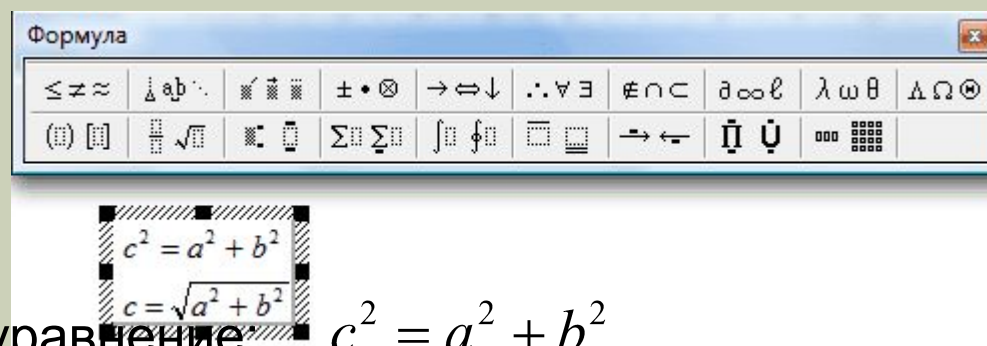 Формула
≤ ≠ ≈ ∆ a͎b ⋱ ± • ⊗ → ⇔ ↓ ∴ ∀ ∃ ∉ ∩ ⊂ ∂ ∞ ℓ λ ω θ Λ Ω Θ
(▯) [▯] √▯ Σ▯ Σ▯ ∫▯ ∮▯ → ← Π̄ Ụ̇
c² = a² + b²
c = √(a² + b²)
уравнение: c² = a² + b²